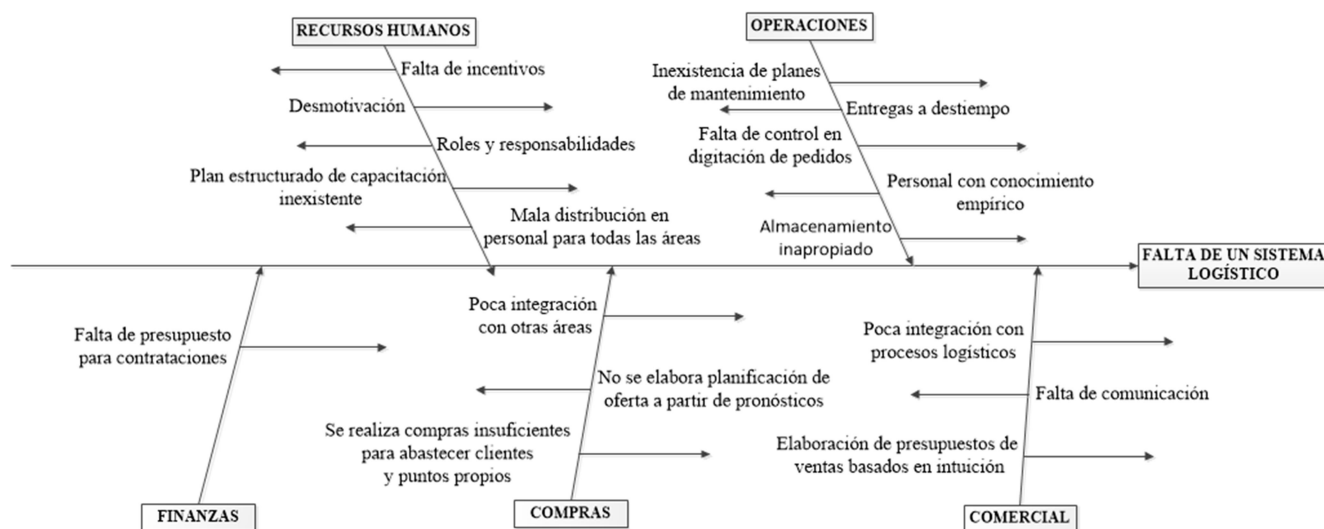 RECURSOS HUMANOS
Falta de incentivos
Desmotivación
Roles y responsabilidades
Plan estructurado de capacitación
inexistente
Mala distribución en
personal para todas las áreas
OPERACIONES
Inexistencia de planes
de mantenimiento
Entregas a destiempo
Falta de control en
digitación de pedidos
Personal con conocimiento
empírico
Almacenamiento
inapropiado
FALTA DE UN SISTEMA
LOGÍSTICO
Falta de presupuesto
para contrataciones
FINANZAS
Poca integración
con otras áreas
No se elabora planificación de
oferta a partir de pronósticos
Se realiza compras insuficientes
para abastecer clientes
y puntos propios
COMPRAS
Poca integración con
procesos logísticos
Falta de comunicación
Elaboración de presupuestos de
ventas basados en intuición
COMERCIAL